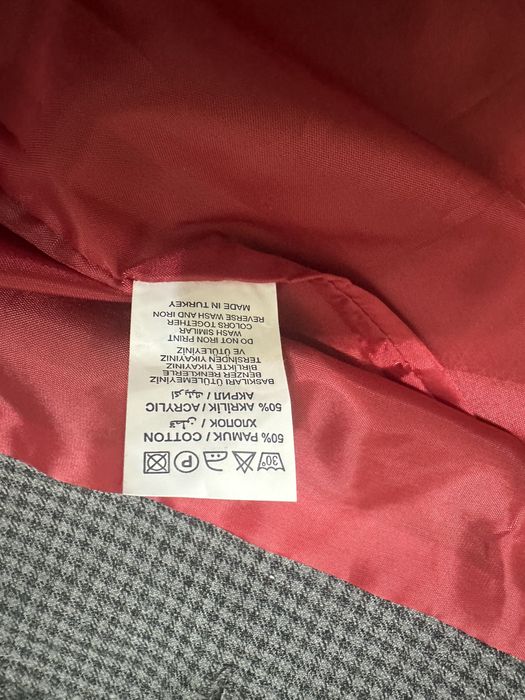 30°
P
50% PAMUK / COTTON
ХЛОПОК / قطن
50% AKRİLİK / ACRYLIC
АКРИЛ / اكريليك
BASKILARI ÜTÜLEMEYİNİZ
BENZER RENKLERLE
BİRLİKTE YIKAYINIZ
TERSİNDEN YIKAYINIZ
VE ÜTÜLEYİNİZ
DO NOT IRON PRINT
WASH SIMILAR
COLORS TOGETHER
REVERSE WASH AND IRON
MADE IN TURKEY